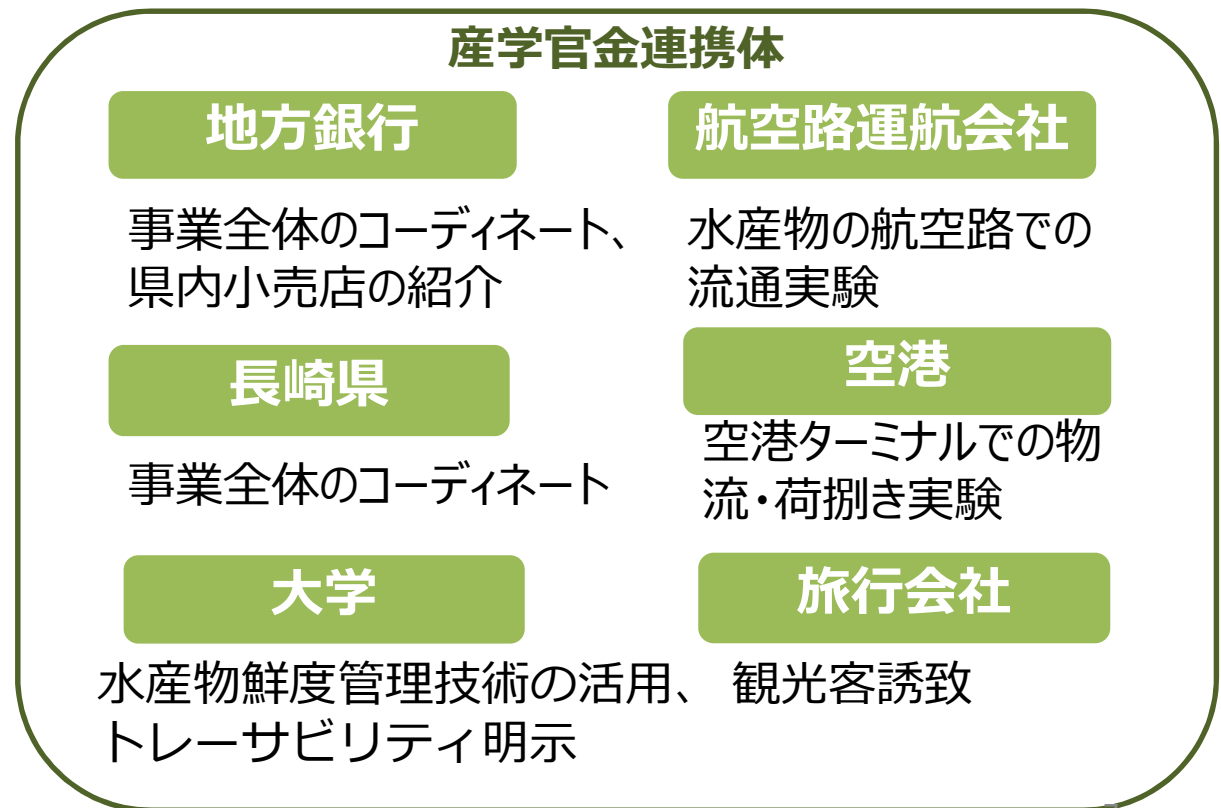 産学官金連携体
地方銀行
事業全体のコーディネート、
県内小売店の紹介
航空路運航会社
水産物の航空路での
流通実験
長崎県
事業全体のコーディネート
空港
空港ターミナルでの物
流・荷捌き実験
大学
水産物鮮度管理技術の活用、
トレーサビリティ明示
旅行会社
観光客誘致